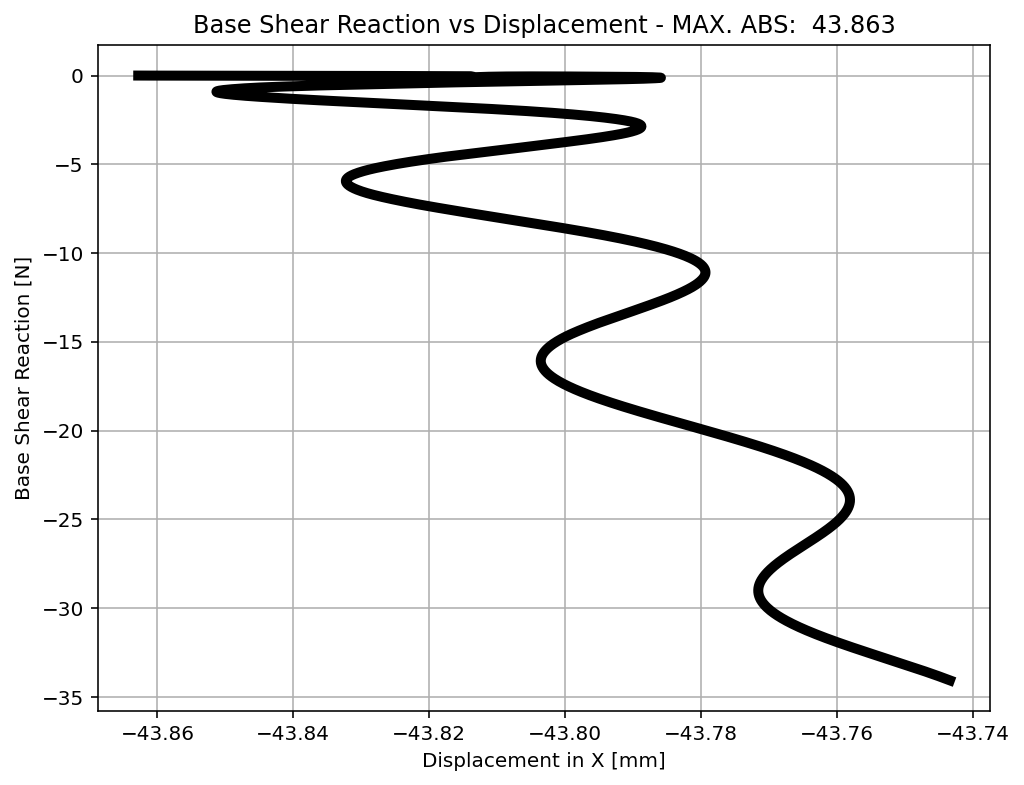 Base Shear Reaction vs Displacement - MAX. ABS:  43.863
Base Shear Reaction [N]
0
−5
−10
−15
−20
−25
−30
−35
−43.86 −43.84 −43.82 −43.80 −43.78 −43.76 −43.74
Displacement in X [mm]